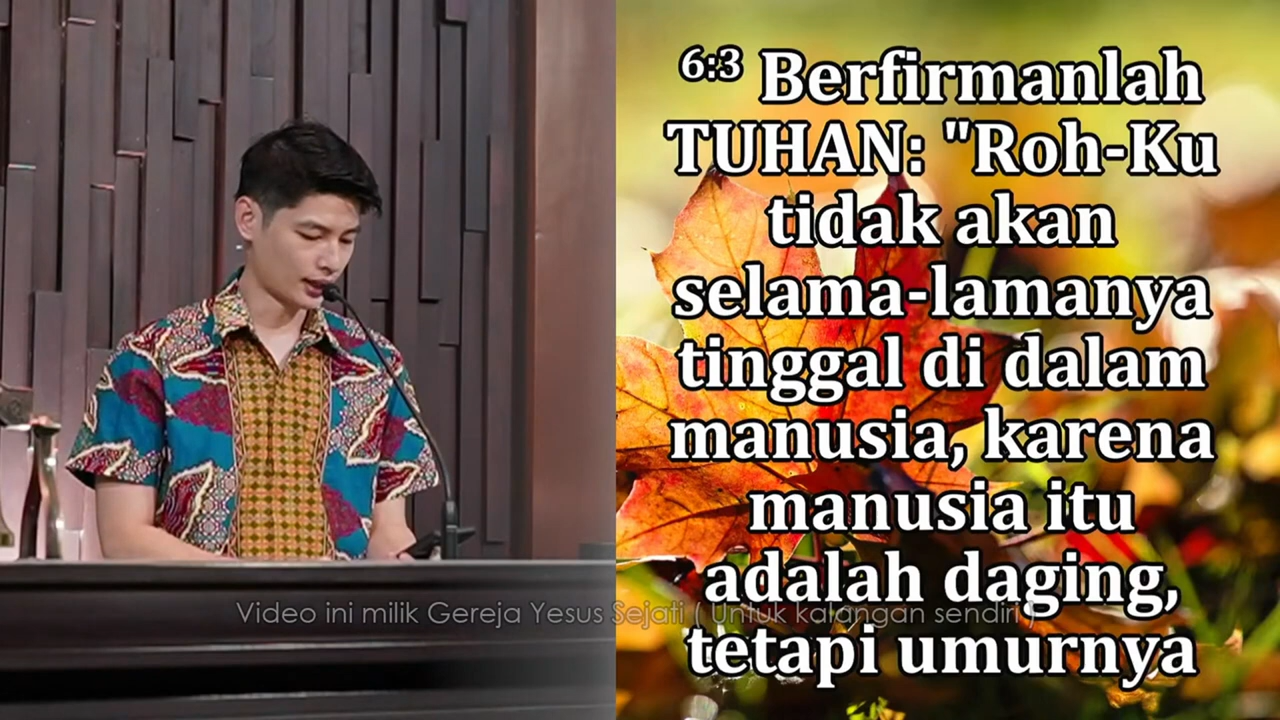 6:3 Berfirmanlah
TUHAN: "Roh-Ku
tidak akan
selama-lamanya
tinggal di dalam
manusia, karena
manusia itu
adalah daging,
Video ini milik Gereja Yesus Sejati ( Untuk kalangan sendiri )
tetapi umurnya